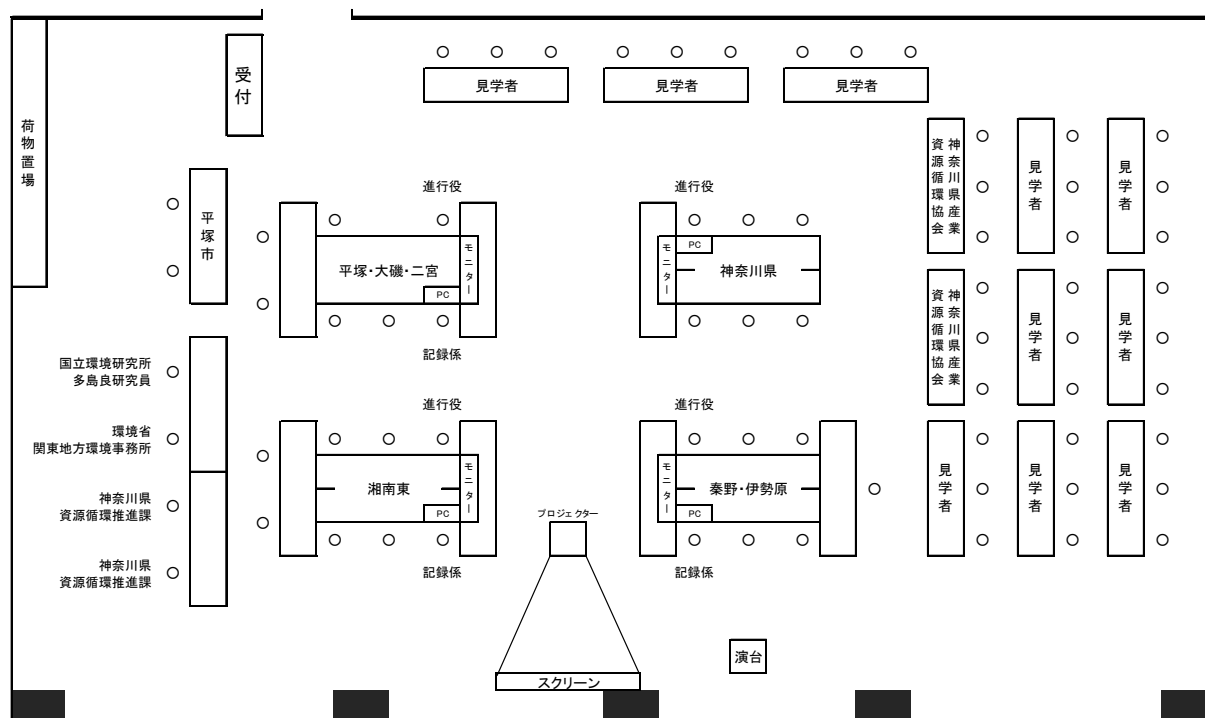 受付
見学者
見学者
見学者
荷物置場
平塚市
進行役
平塚・大磯・二宮
モニター
PC
記録係
進行役
モニター
PC
神奈川県
神奈川県産業
資源循環協会
見学者
見学者
神奈川県産業
資源循環協会
見学者
見学者
国立環境研究所
多島良研究員
環境省
関東地方環境事務所
神奈川県
資源循環推進課
神奈川県
資源循環推進課
湘南東
モニター
PC
記録係
進行役
モニター
PC
秦野・伊勢原
記録係
見学者
見学者
見学者
プロジェクター
スクリーン
演台